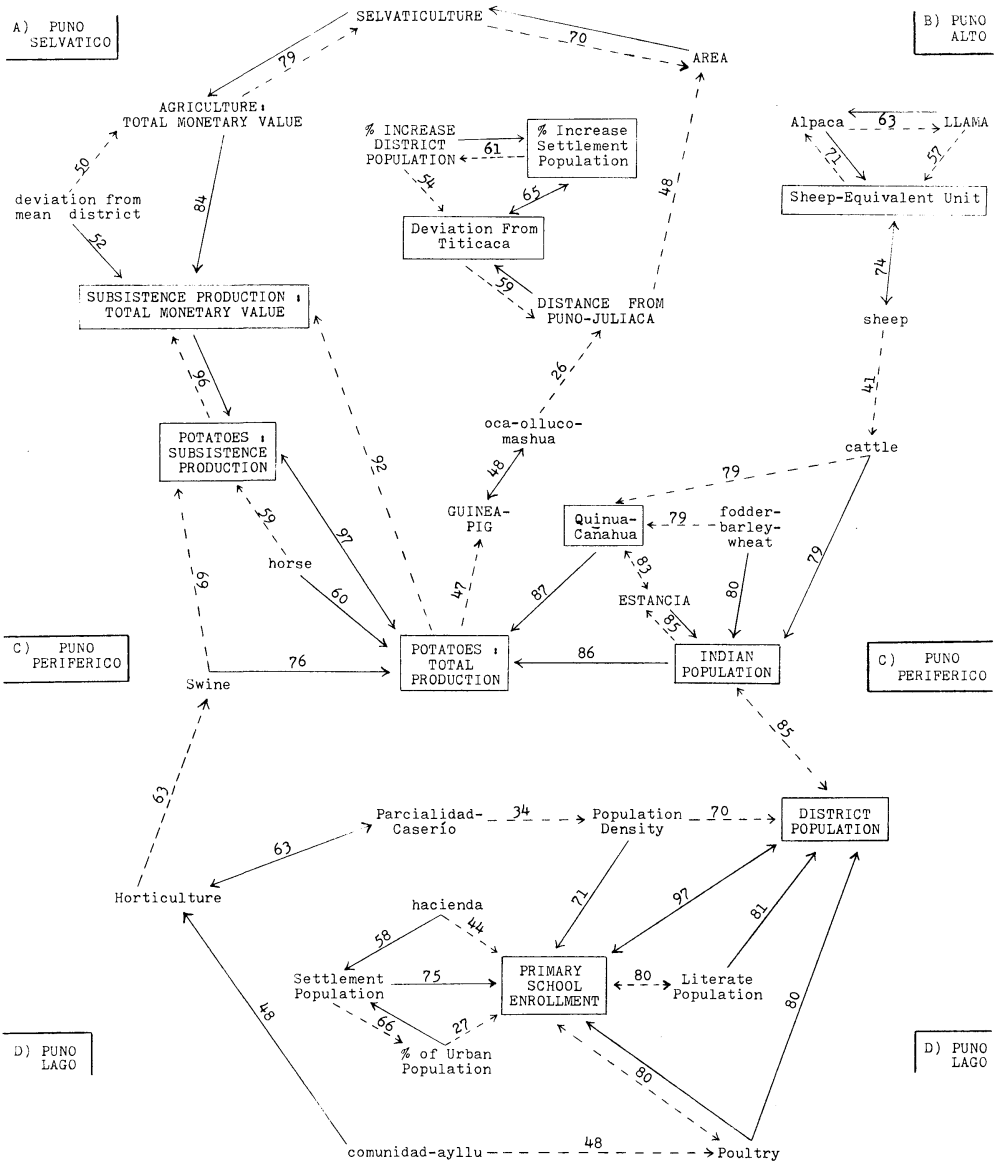 A) PUNO
SELVATICO
SELVATICULTURE
B) PUNO
ALTO
79
70
AREA
AGRICULTURE:
TOTAL MONETARY VALUE
% INCREASE
DISTRICT
POPULATION
61
% Increase
Settlement
Population
Alpaca
63
LLAMA
71
57
50
54
65
48
deviation from
mean district
84
52
Deviation From
Titicaca
Sheep-Equivalent Unit
59
74
SUBSISTENCE PRODUCTION :
TOTAL MONETARY VALUE
DISTANCE FROM
PUNO-JULIACA
sheep
96
26
41
POTATOES :
SUBSISTENCE
PRODUCTION
92
oca-olluco-
mashua
cattle
48
79
GUINEA-
PIG
Quinua-
Cañahua
79
fodder-
barley-
wheat
59
97
horse
83
79
69
60
47
87
ESTANCIA
80
85
C) PUNO
PERIFERICO
76
POTATOES :
TOTAL
PRODUCTION
86
INDIAN
POPULATION
C) PUNO
PERIFERICO
Swine
85
63
Parcialidad-
Caserío
34
Population
Density
70
DISTRICT
POPULATION
63
Horticulture
71
97
81
hacienda
58
44
Settlement
Population
75
PRIMARY
SCHOOL
ENROLLMENT
80
Literate
Population
80
48
66
27
% of Urban
Population
D) PUNO
LAGO
D) PUNO
LAGO
80
comunidad-ayllu
48
Poultry